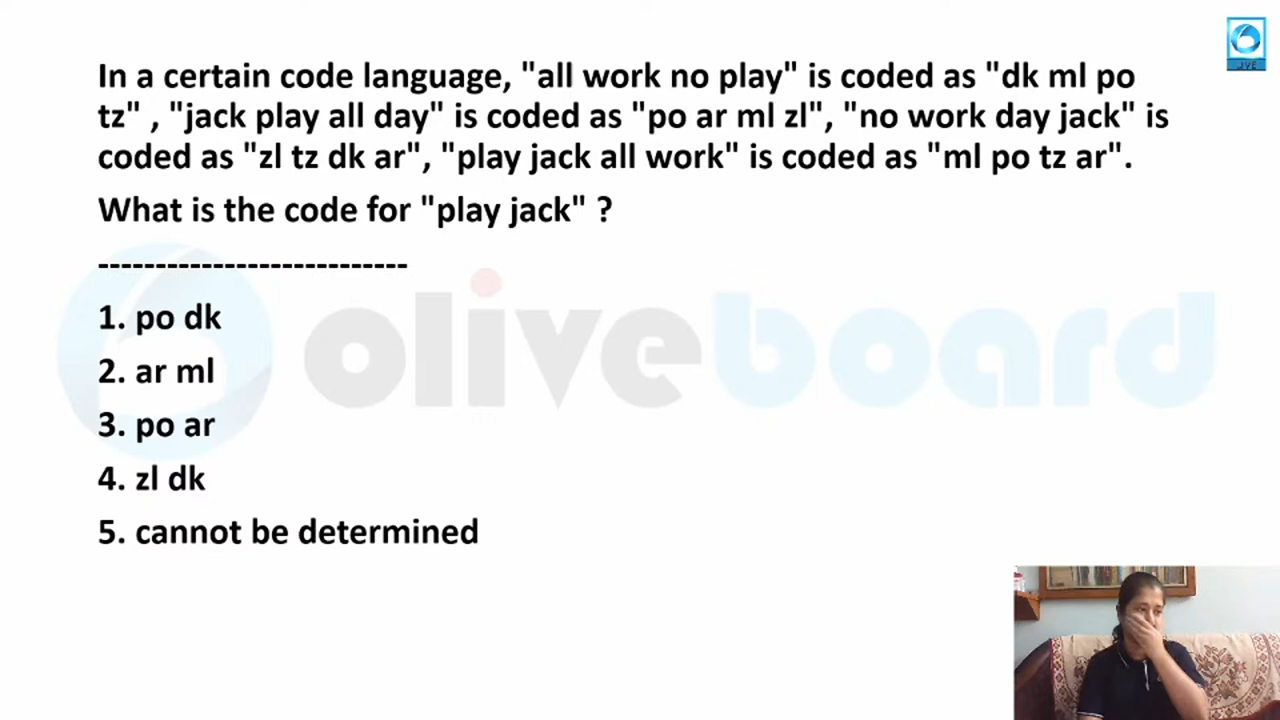 In a certain code language, "all work no play" is coded as "dk ml po
tz" , "jack play all day" is coded as "po ar ml zl", "no work day jack" is
coded as "zl tz dk ar", "play jack all work" is coded as "ml po tz ar".
What is the code for "play jack" ?
---------------------------
1. po dk
2. ar ml
3. po ar
4. zl dk
5. cannot be determined
oliveboard
LIVE